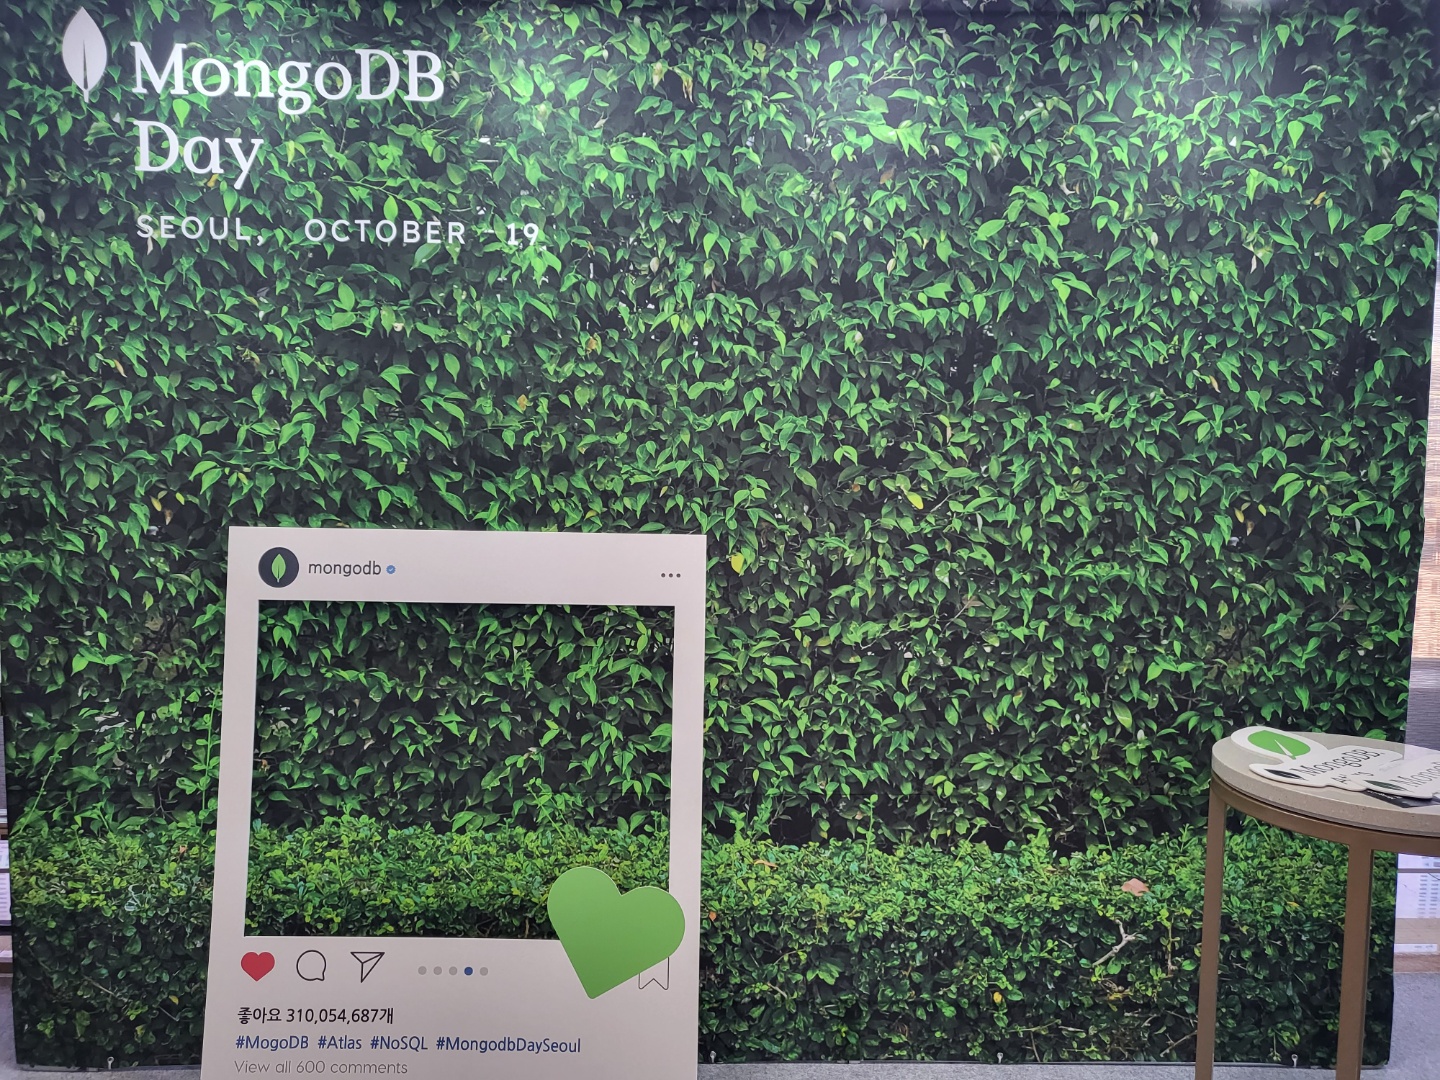 MongoDB
Day
SEOUL, OCTOBER 19
mongodb
좋아요 310,054,687개
#MogoDB #Atlas #NoSQL #MongodbDaySeoul
View all 600 comments
MongoDB